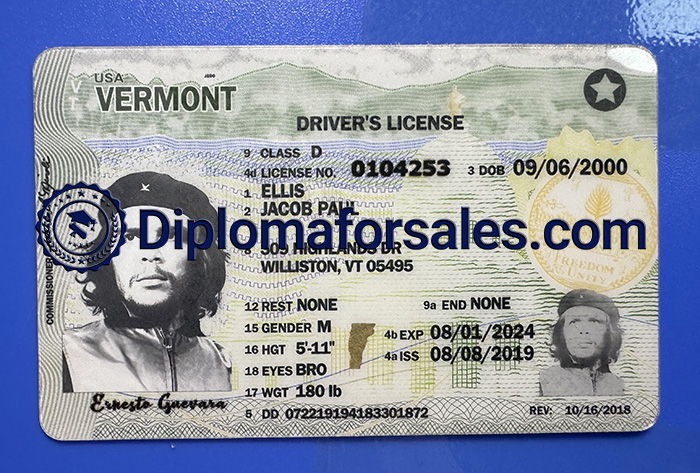 USA
VERMONT
DRIVER'S LICENSE
9 CLASS D
4d LICENSE NO. 0104253 3 DOB 09/06/2000
1 ELLIS
2 JACOB PAUL
Diplomaforsales.com
8 309 HIGHLANDS DR
WILLISTON, VT 05495
FREEDOM
& UNITY
12 REST NONE 9a END NONE
15 GENDER M 4b EXP 08/01/2024
16 HGT 5'-11" 4a ISS 08/08/2019
18 EYES BRO
17 WGT 180 lb
Ernesto Guevara
5 DD 072219194183301872 REV: 10/16/2018
COMMISSIONER
VT